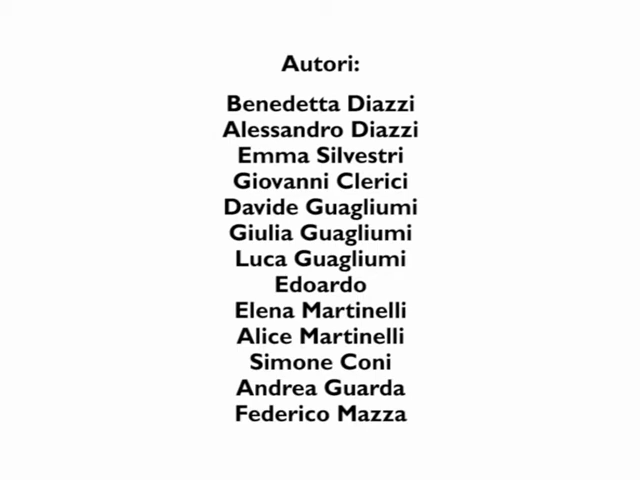 Autori:
Benedetta Diazzi
Alessandro Diazzi
Emma Silvestri
Giovanni Clerici
Davide Guagliumi
Giulia Guagliumi
Luca Guagliumi
Edoardo
Elena Martinelli
Alice Martinelli
Simone Coni
Andrea Guarda
Federico Mazza